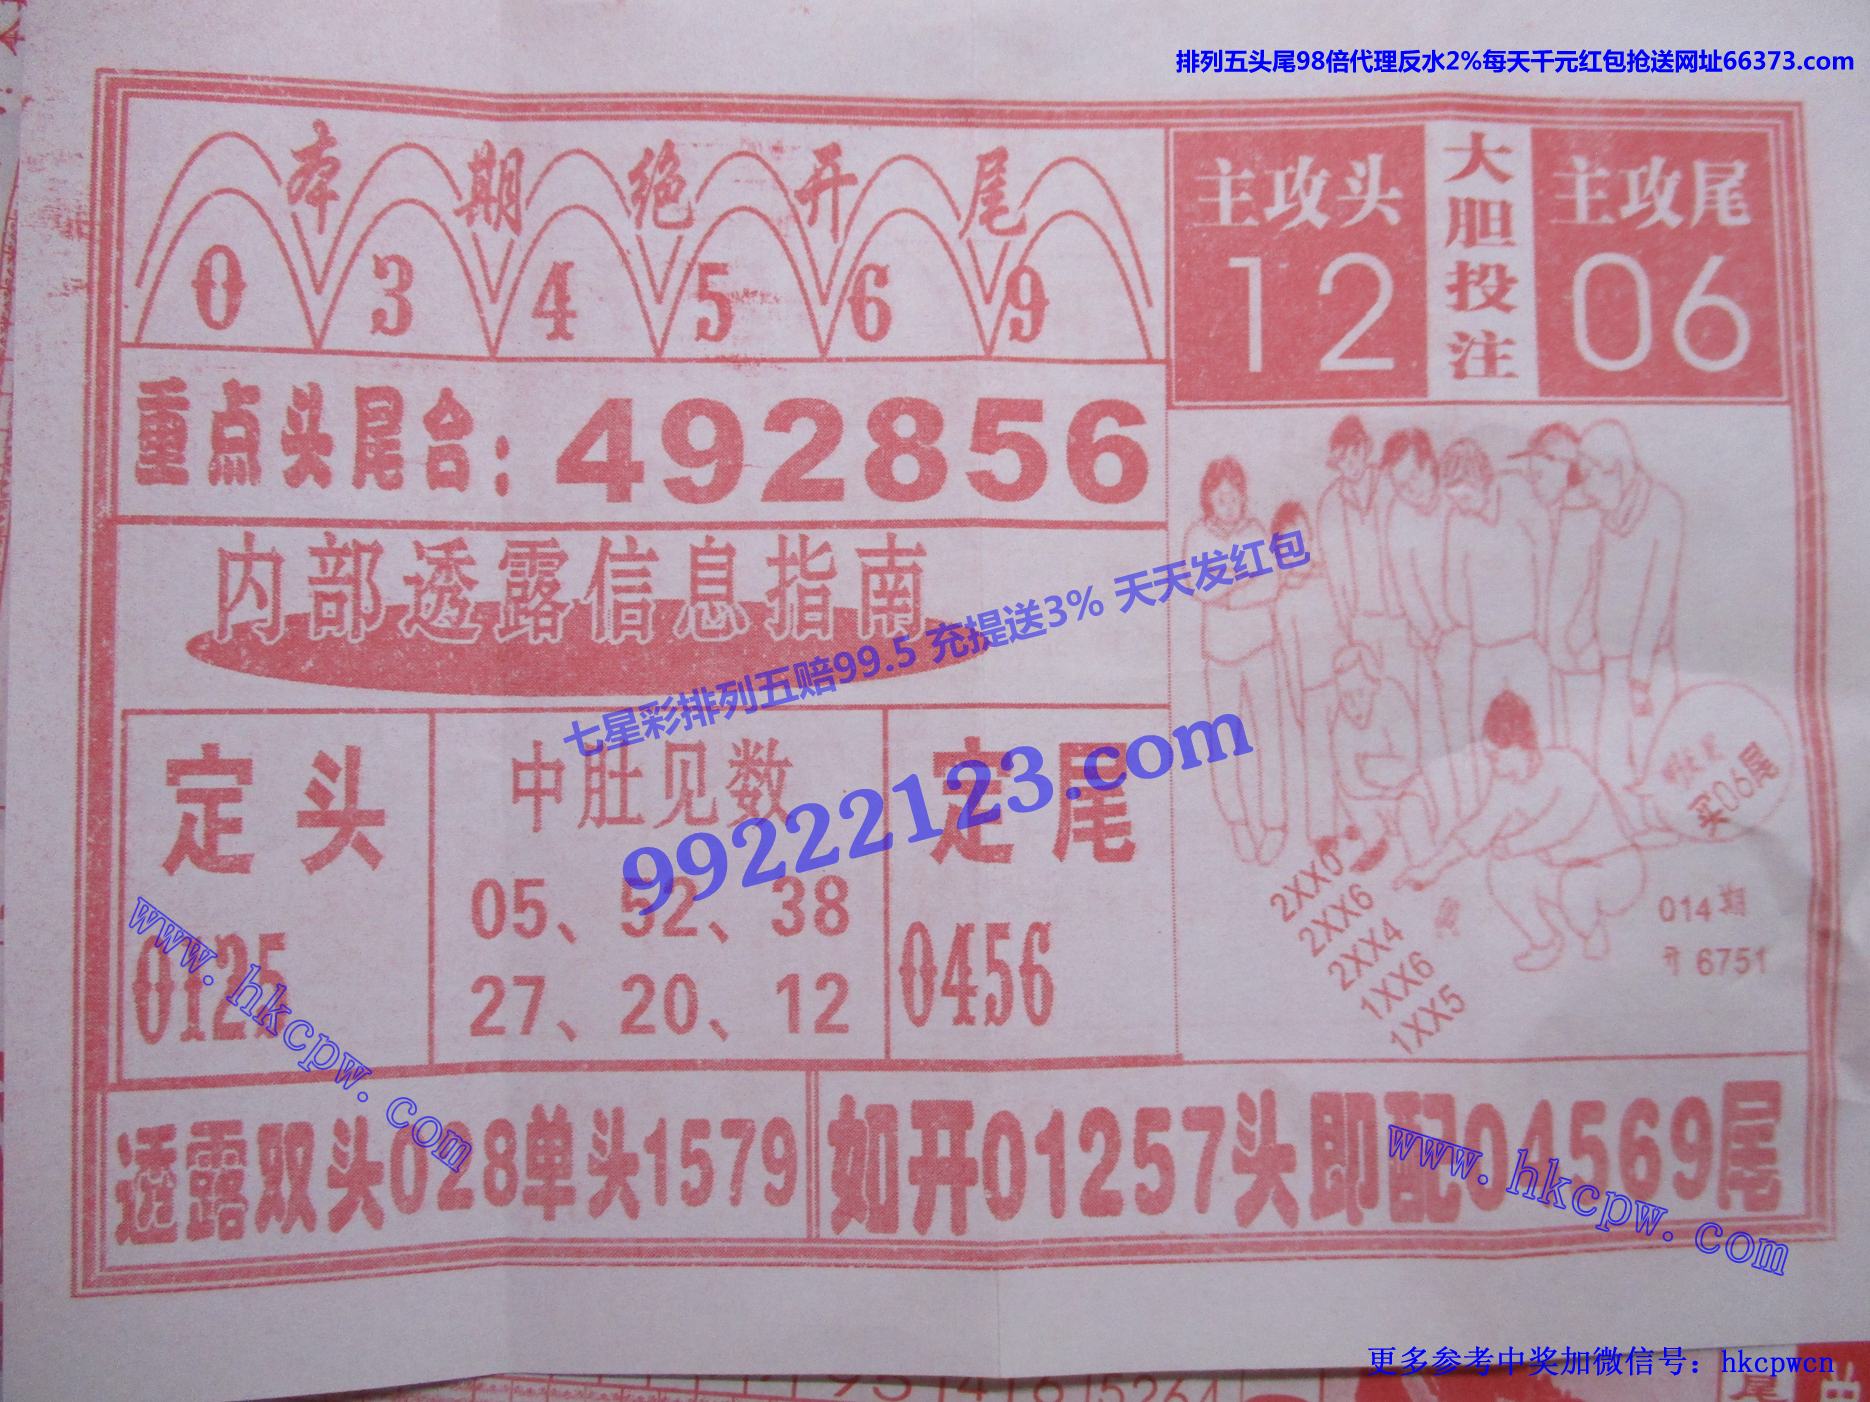 排列五头尾98倍代理反水2%每天千元红包抢送网址66373.com
本期绝开尾
0 3 4 5 6 9
主攻头
12
大胆投注
主攻尾
06
重点头尾台：492856
内部透露信息指南
七星彩排列五赔99.5 充提送3% 天天发红包
99222123.com
定头
0125
中肚见数
05、52、38
27、20、12
定尾
0456
买06尾
2XX0
2XX6
2XX4
1XX6
1XX5
014期
开6751
www.hkcpw.com
透露双头028单头1579
如开01257头即配04569尾
www.hkcpw.com
更多参考中奖加微信号：hkcpwcn